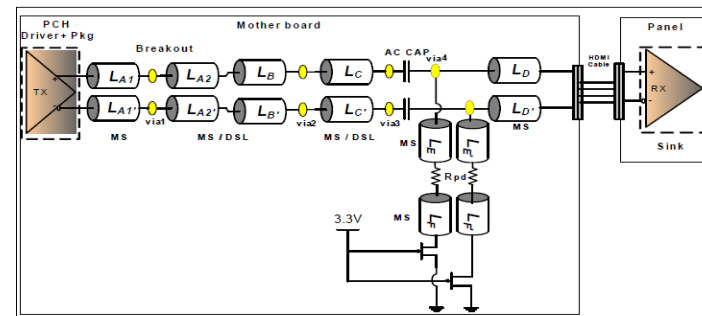 PCH
Driver+ Pkg
Mother board
Panel
Breakout
AC CAP
via4
HDMI
Cable
TX
+
-
LA1
LA2
LB
LC
LD
+
-
RX
LA1'
LA2'
LB'
LC'
LD'
MS
via1
MS / DSL
via2
MS / DSL
via3
MS
LE
LE'
MS
Sink
Rpd
MS
LF
LF'
3.3V